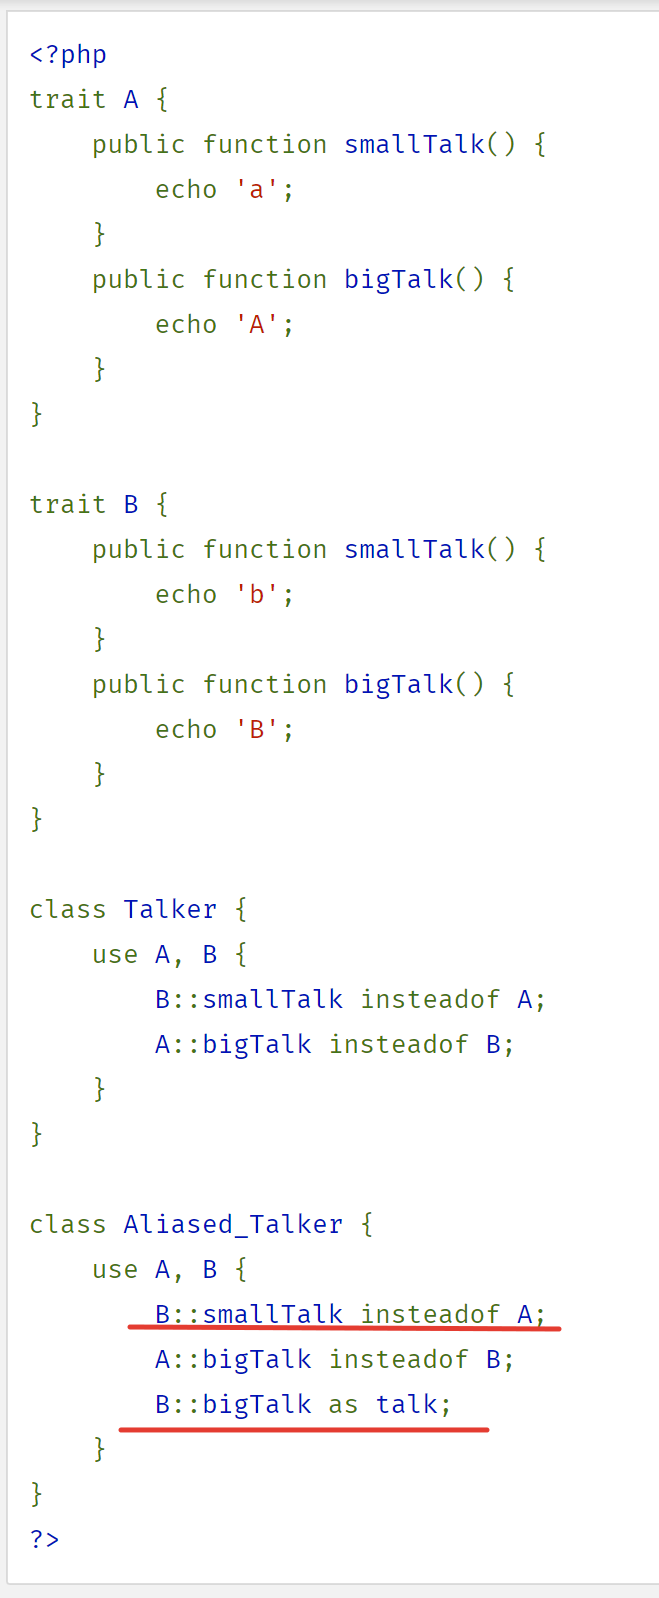 <?php
trait A {
    public function smallTalk() {
        echo 'a';
    }
    public function bigTalk() {
        echo 'A';
    }
}

trait B {
    public function smallTalk() {
        echo 'b';
    }
    public function bigTalk() {
        echo 'B';
    }
}

class Talker {
    use A, B {
        B::smallTalk insteadof A;
        A::bigTalk insteadof B;
    }
}

class Aliased_Talker {
    use A, B {
        B::smallTalk insteadof A;
        A::bigTalk insteadof B;
        B::bigTalk as talk;
    }
}
?>